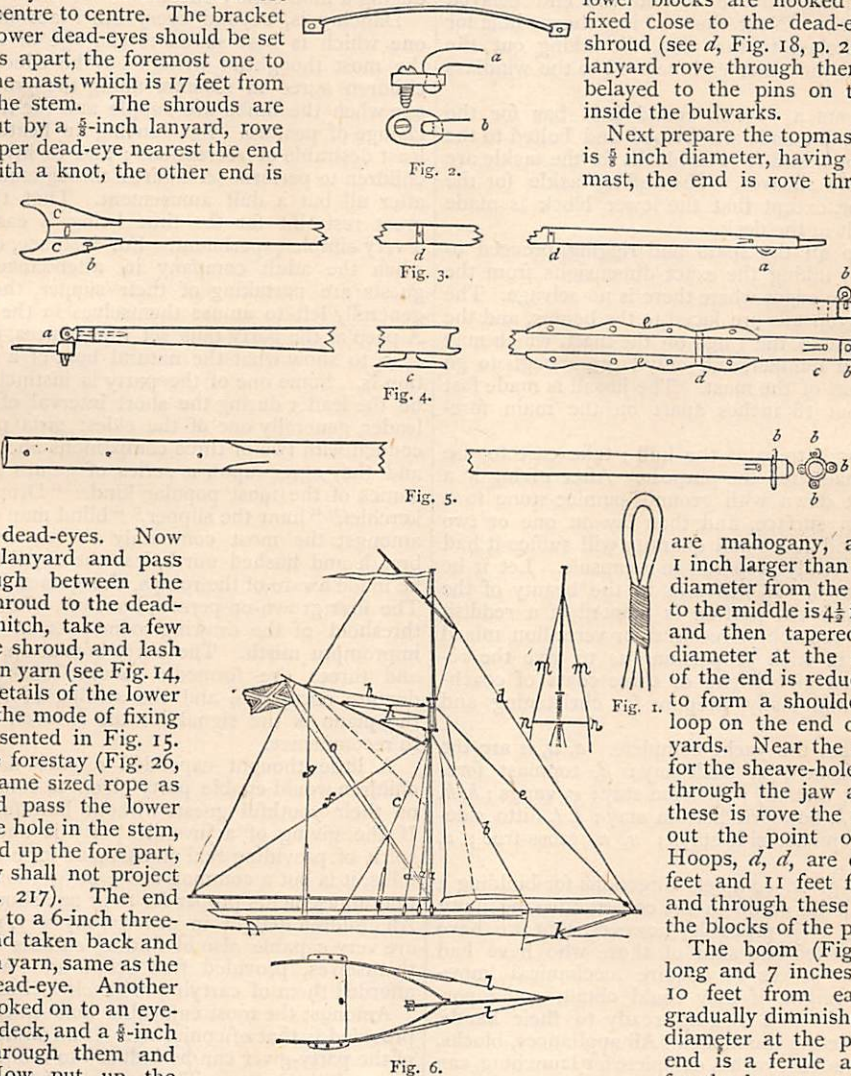 centre to centre. The bracket
lower dead-eyes should be set
s apart, the foremost one to
he mast, which is 17 feet from
he stem. The shrouds are
ut by a ⅝-inch lanyard, rove
per dead-eye nearest the end
ith a knot, the other end is
a
b
Fig. 2.
lower blocks are hooked
fixed close to the dead-e
shroud (see d, Fig. 18, p. 2
lanyard rove through ther
belayed to the pins on t
inside the bulwarks.
Next prepare the topmas
is ⅝ inch diameter, having
mast, the end is rove thr
c
c
b
d
Fig. 3.
d
a
a
c
Fig. 4.
e
e
d
b
c b
Fig. 5.
b
b
b
b
dead-eyes. Now
lanyard and pass
ugh between the
hroud to the dead-
hitch, take a few
e shroud, and lash
n yarn (see Fig. 14,
etails of the lower
the mode of fixing
esented in Fig. 15.
forestay (Fig. 26,
ame sized rope as
d pass the lower
e hole in the stem,
d up the fore part,
y shall not project
. 217). The end
to a 6-inch three-
nd taken back and
n yarn, same as the
ead-eye. Another
oked on to an eye-
deck, and a ⅝-inch
hrough them and
Now put up the
h
h
d
g
o
f
c
b
e
a
k
m m
n n
Fig. 1.
l
l
Fig. 6.
are mahogany, a
1 inch larger than
diameter from the
to the middle is 4½
and then tapered
diameter at the
of the end is reduc
to form a shoulde
loop on the end o
yards. Near the
for the sheave-hole
through the jaw a
these is rove the
out the point o
Hoops, d, d, are
feet and 11 feet f
and through these
the blocks of the p
The boom (Fig
long and 7 inches
10 feet from ea
gradually diminish
diameter at the p
end is a ferule a